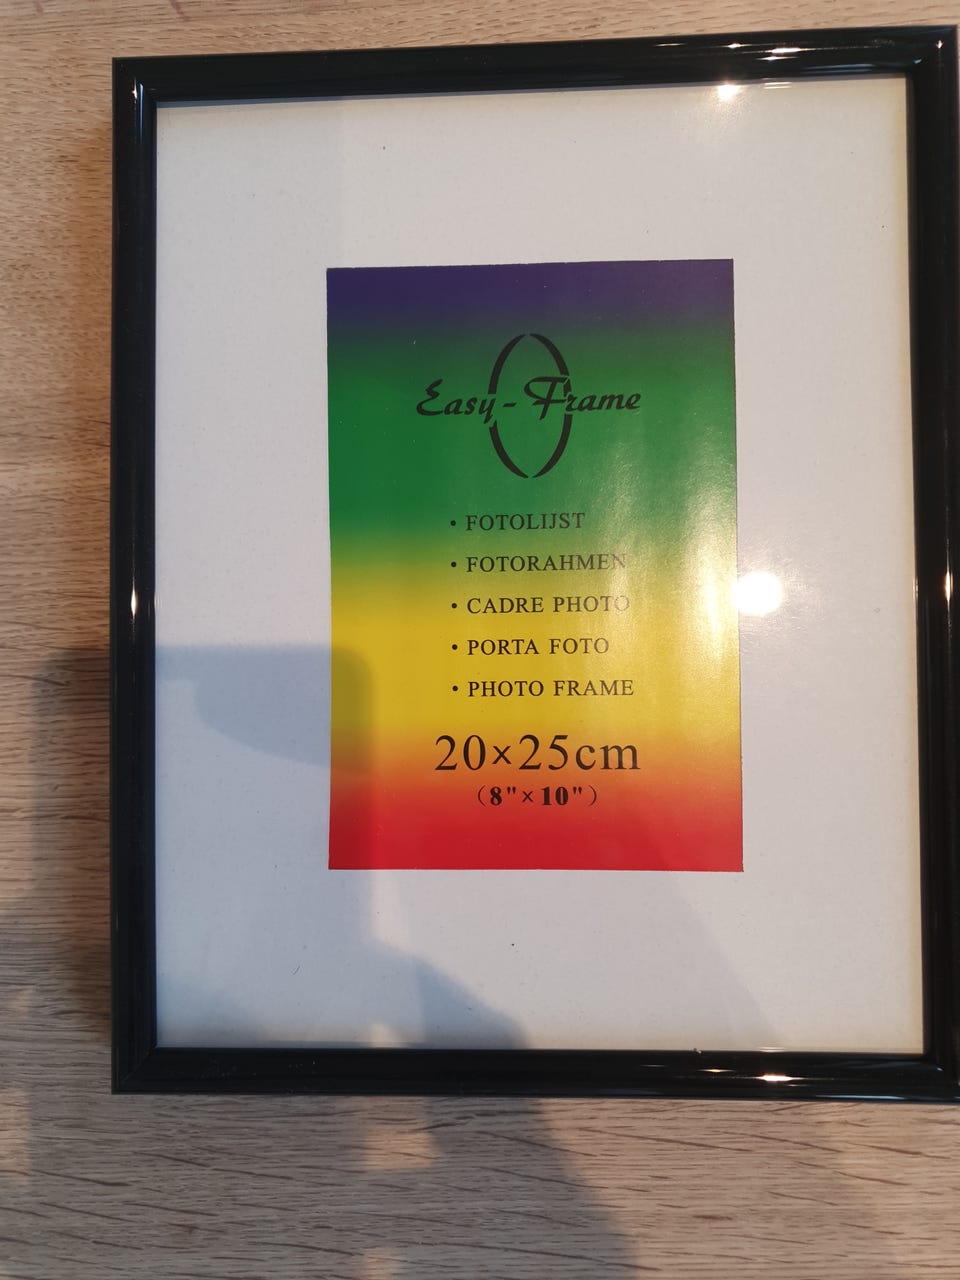 Easy-Frame
• FOTOLIJST
• FOTORAHMEN
• CADRE PHOTO
• PORTA FOTO
• PHOTO FRAME
20×25cm
(8"×10")